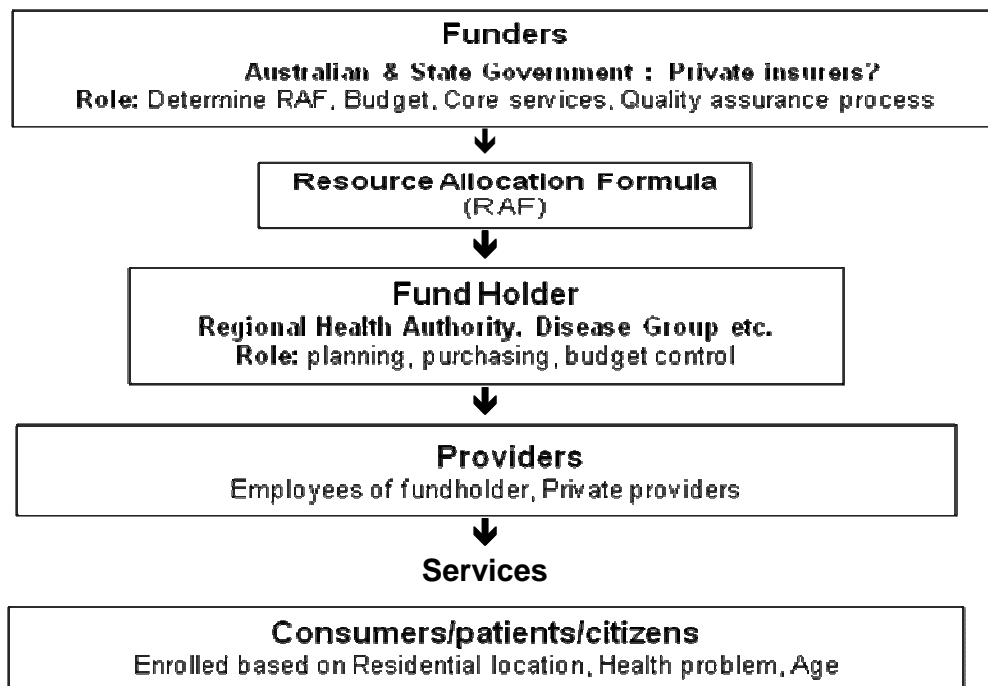 Funders
Australian & State Government : Private insurers?
Role: Determine RAF, Budget, Core services, Quality assurance process
Resource Allocation Formula
(RAF)
Fund Holder
Regional Health Authority. Disease Group etc.
Role: planning, purchasing, budget control
Providers
Employees of fundholder, Private providers
Services
Consumers/patients/citizens
Enrolled based on Residential location, Health problem, Age